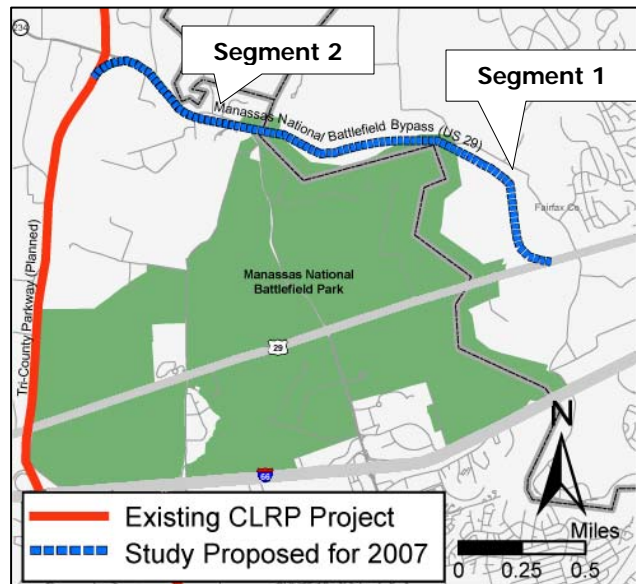 234
Segment 2
Segment 1
Manassas National Battlefield Bypass (US 29)
Fairfax Co.
Tri-County Parkway (Planned)
Manassas National
Battlefield Park
29
66
N
Existing CLRP Project
Study Proposed for 2007
Miles
0 0.25 0.5